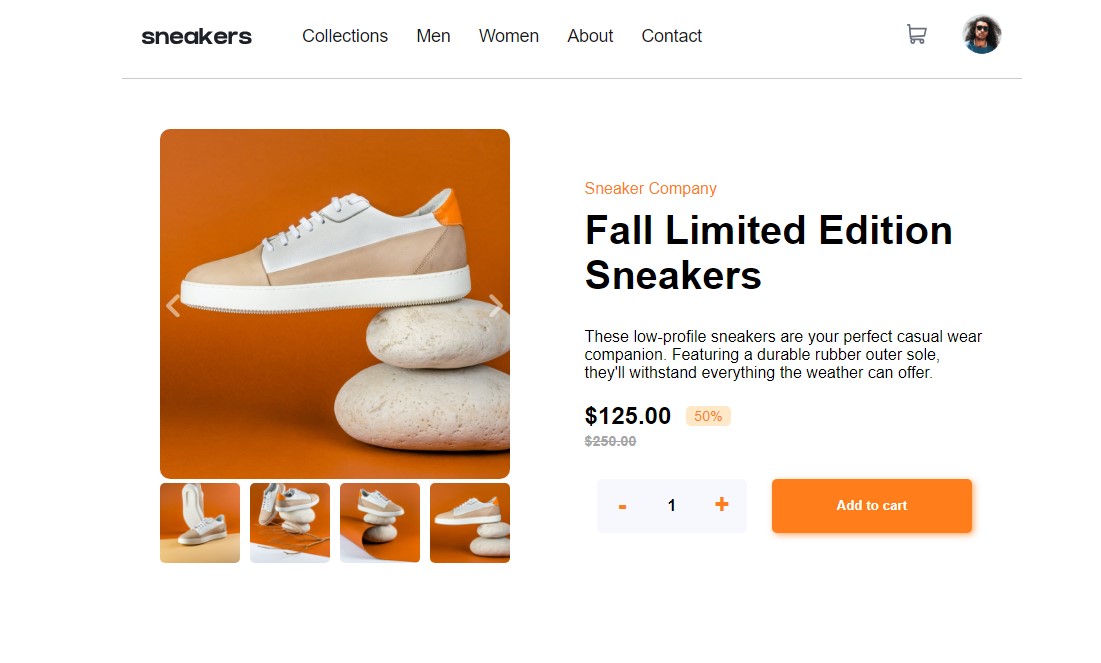 sneakers
Collections Men Women About Contact
Sneaker Company
Fall Limited Edition
Sneakers
These low-profile sneakers are your perfect casual wear
companion. Featuring a durable rubber outer sole,
they'll withstand everything the weather can offer.
$125.00 50%
$250.00
- 1 +
Add to cart